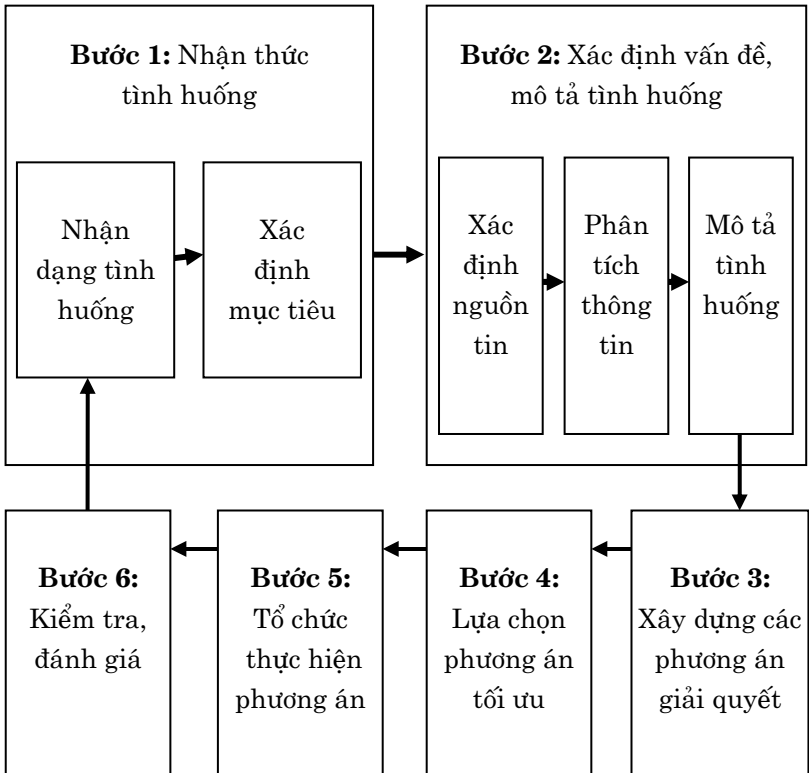 Bước 1: Nhận thức
tình huống
Nhận
dạng tình
huống
Xác
định
mục tiêu
Bước 2: Xác định vấn đề,
mô tả tình huống
Xác
định
nguồn
tin
Phân
tích
thông
tin
Mô tả
tình
huống
Bước 6:
Kiểm tra,
đánh giá
Bước 5:
Tổ chức
thực hiện
phương án
Bước 4:
Lựa chọn
phương án
tối ưu
Bước 3:
Xây dựng các
phương án
giải quyết